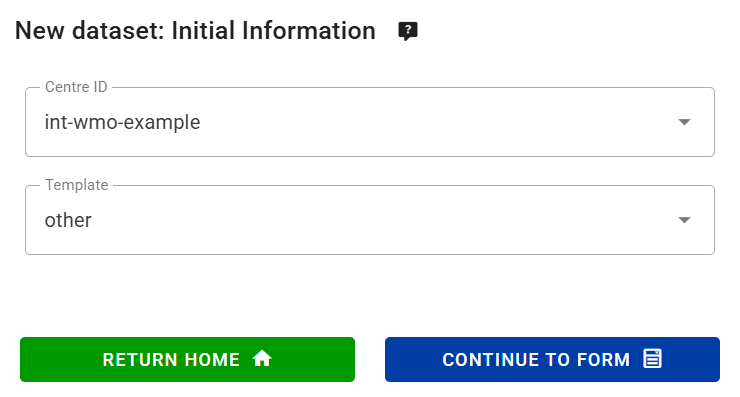 New dataset: Initial Information
Centre ID
int-wmo-example
Template
other
RETURN HOME
CONTINUE TO FORM